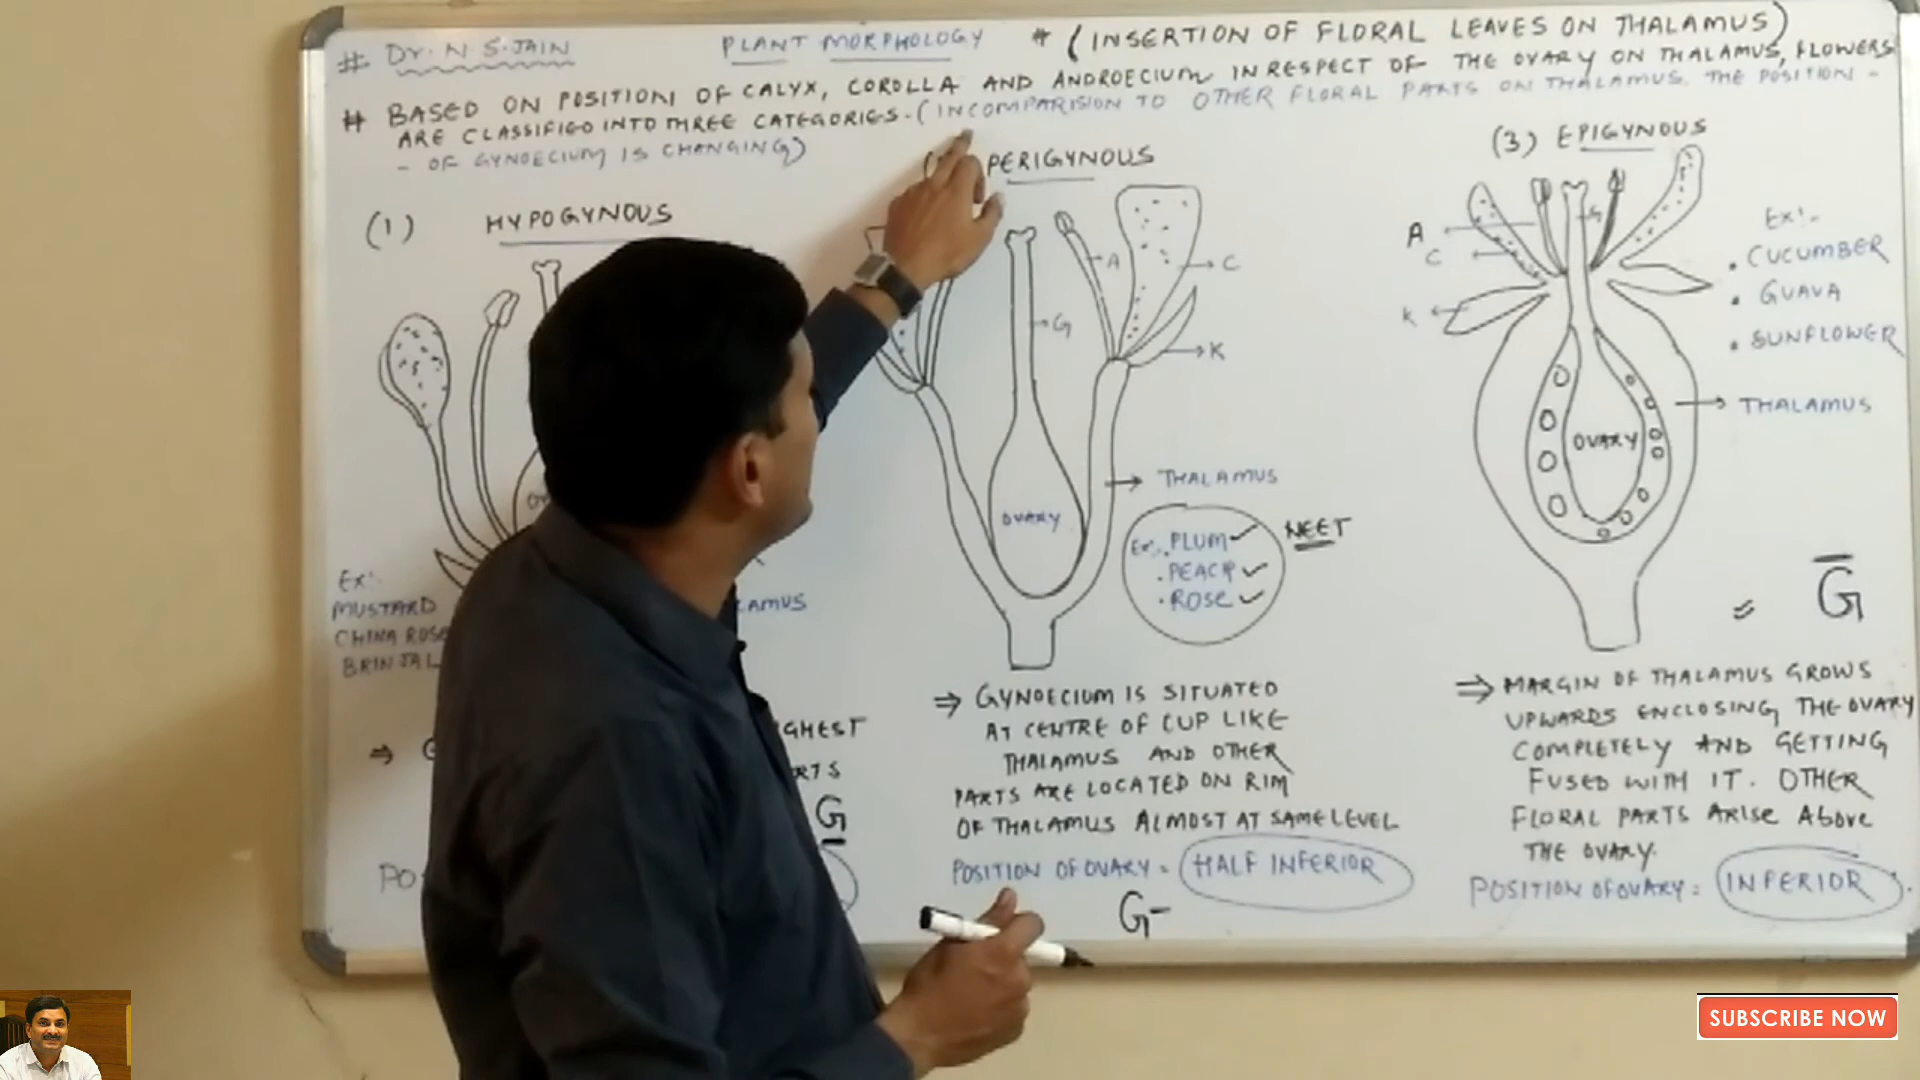 # Dr. N S. JAIN
PLANT MORPHOLOGY
# (INSERTION OF FLORAL LEAVES ON THALAMUS)
# BASED ON POSITION OF CALYX, COROLLA AND ANDROECIUM IN RESPECT OF THE OVARY ON THALAMUS, FLOWERS
ARE CLASSIFIED INTO THREE CATEGORIES. (IN COMPARISION TO OTHER FLORAL PARTS ON THALAMUS. THE POSITION -
- OF GYNOECIUM IS CHANGING)
(1) HYPOGYNOUS
Ex:-
MUSTARD
CHINA ROSE
BRINJAL
LAMUS
⇒ G
GHEST
RTS
G
PO
PERIGYNOUS
A
C
G
K
→ THALAMUS
OVARY
Ex:. PLUM ✓
. PEACH ✓
. ROSE ✓
NEET
⇒ GYNOECIUM IS SITUATED
AT CENTRE OF CUP LIKE
THALAMUS AND OTHER
PARTS ARE LOCATED ON RIM
OF THALAMUS ALMOST AT SAME LEVEL
POSITION OF OVARY = HALF INFERIOR
G-
(3) EPIGYNOUS
A
C
K
G
Ex:-
. CUCUMBER
. GUAVA
. SUNFLOWER
→ THALAMUS
OVARY
G
⇒ MARGIN OF THALAMUS GROWS
UPWARDS ENCLOSING THE OVARY
COMPLETELY AND GETTING
FUSED WITH IT. OTHER
FLORAL PARTS ARISE ABOVE
THE OVARY.
POSITION OF OVARY = INFERIOR
SUBSCRIBE NOW